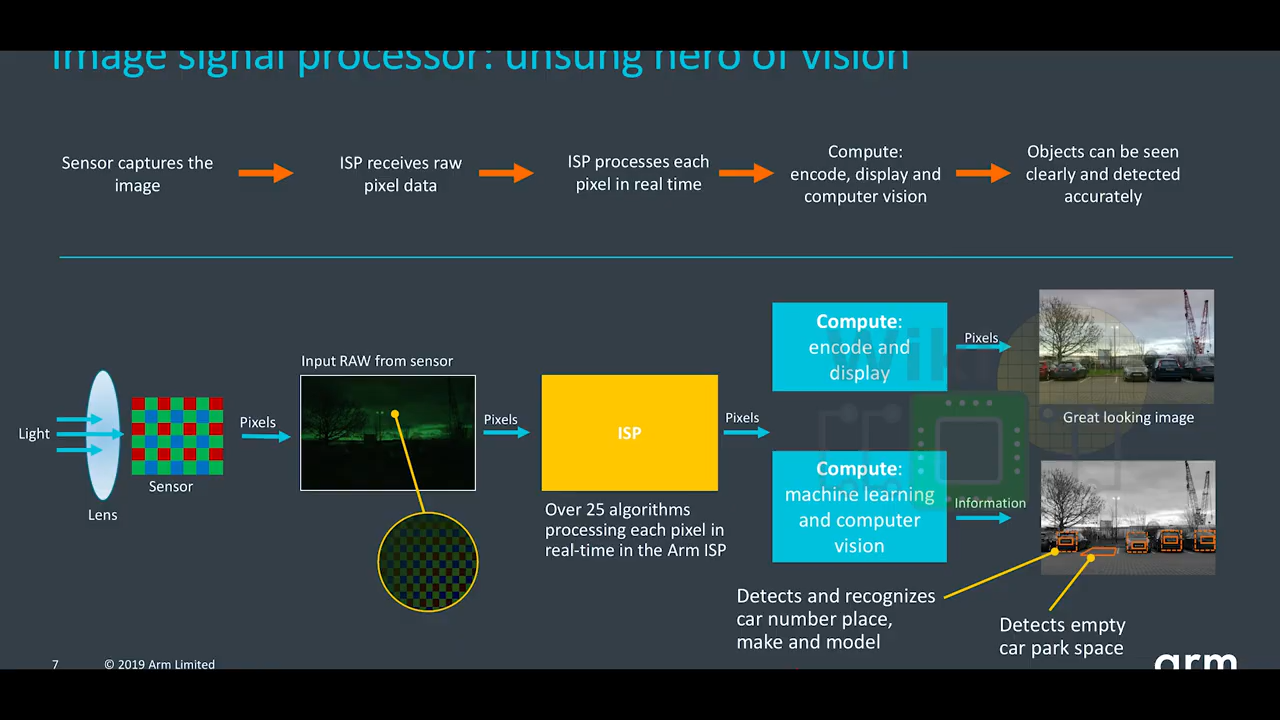 Image signal processor: unsung hero of vision
Sensor captures the
image
ISP receives raw
pixel data
ISP processes each
pixel in real time
Compute:
encode, display and
computer vision
Objects can be seen
clearly and detected
accurately
Light
Lens
Sensor
Pixels
Input RAW from sensor
Pixels
ISP
Over 25 algorithms
processing each pixel in
real-time in the Arm ISP
Pixels
Compute:
encode and
display
Pixels
Great looking image
Compute:
machine learning
and computer
vision
Information
Detects and recognizes
car number place,
make and model
Detects empty
car park space
7
© 2019 Arm Limited
arm